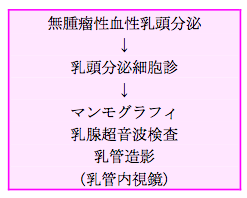 無腫瘤性血性乳頭分泌
↓
乳頭分泌細胞診
↓
マンモグラフィ
乳腺超音波検査
乳管造影
(乳管内視鏡)